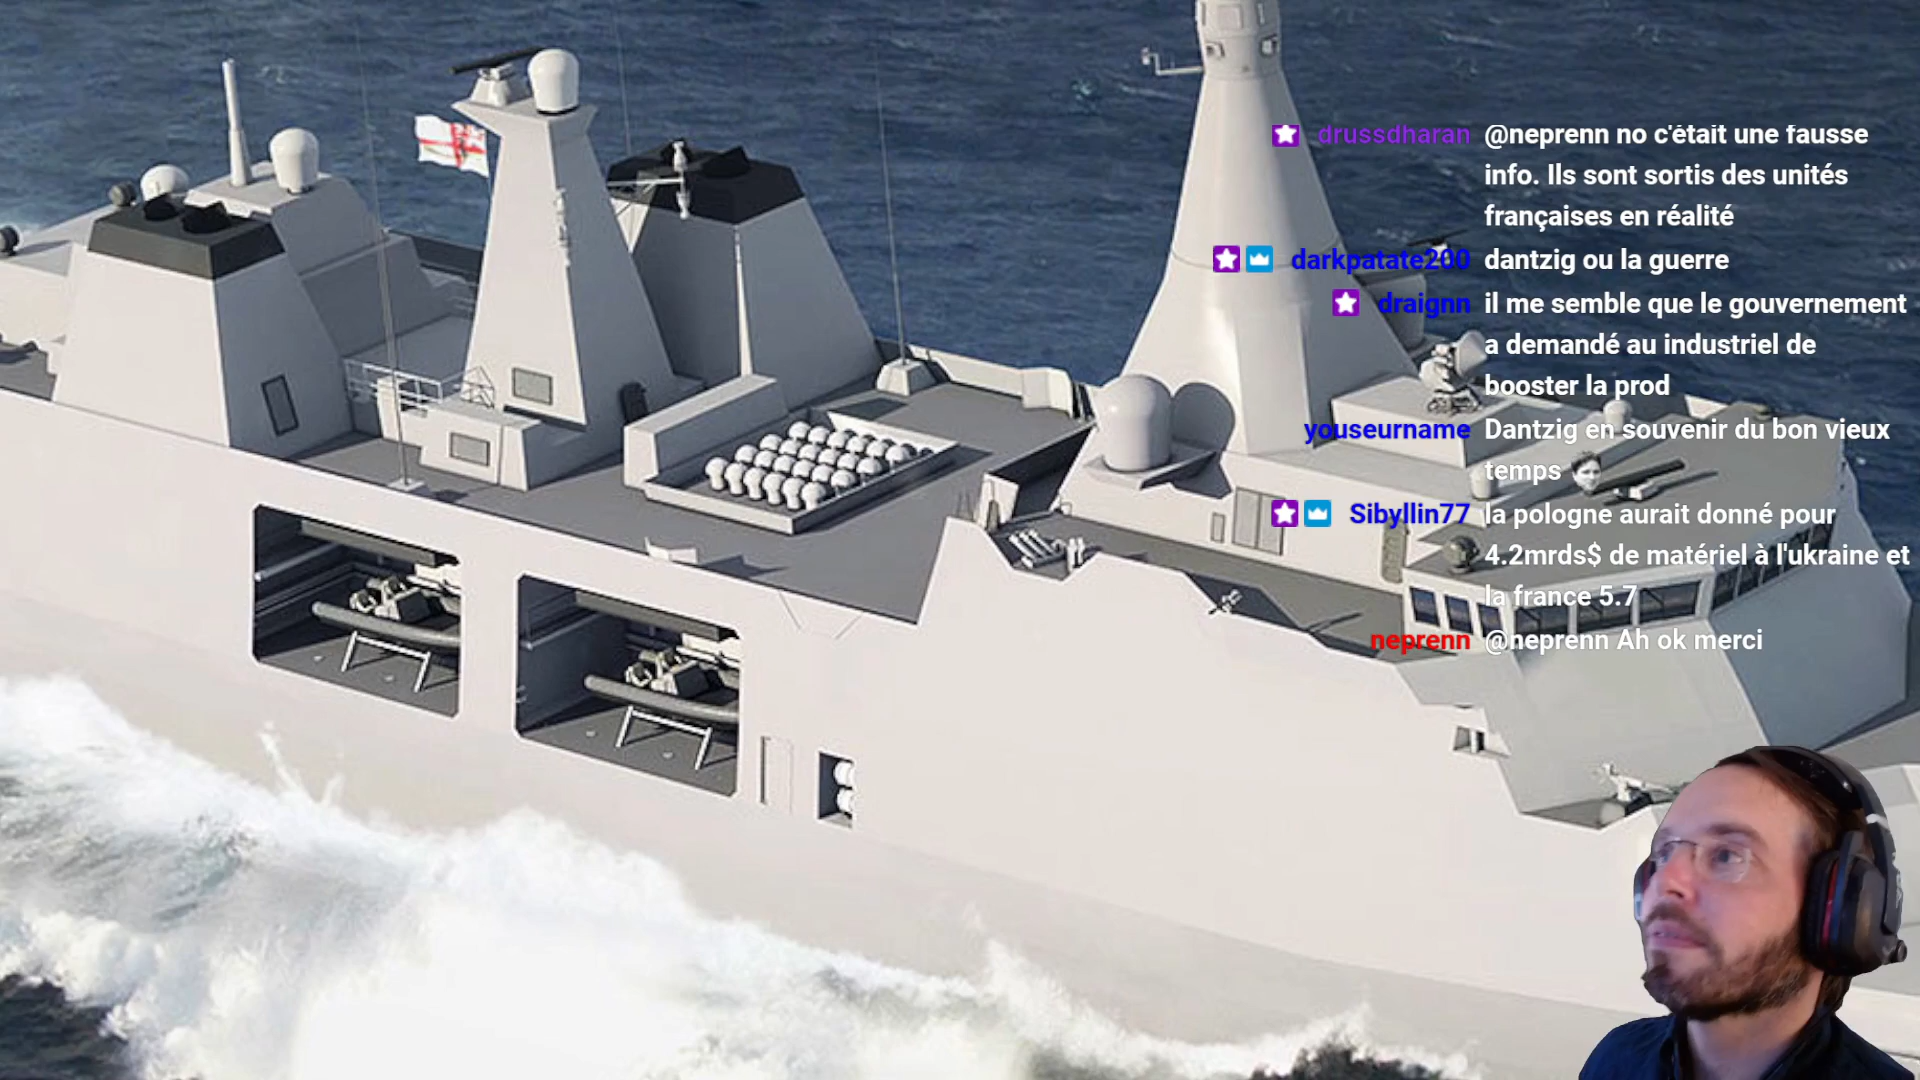 drussdharan @neprenn no c'était une fausse
info. Ils sont sortis des unités
françaises en réalité
darkpatate200 dantzig ou la guerre
draignn il me semble que le gouvernement
a demandé au industriel de
booster la prod
youseurname Dantzig en souvenir du bon vieux
temps
Sibyllin77 la pologne aurait donné pour
4.2mrds$ de matériel à l'ukraine et
la france 5.7
neprenn @neprenn Ah ok merci